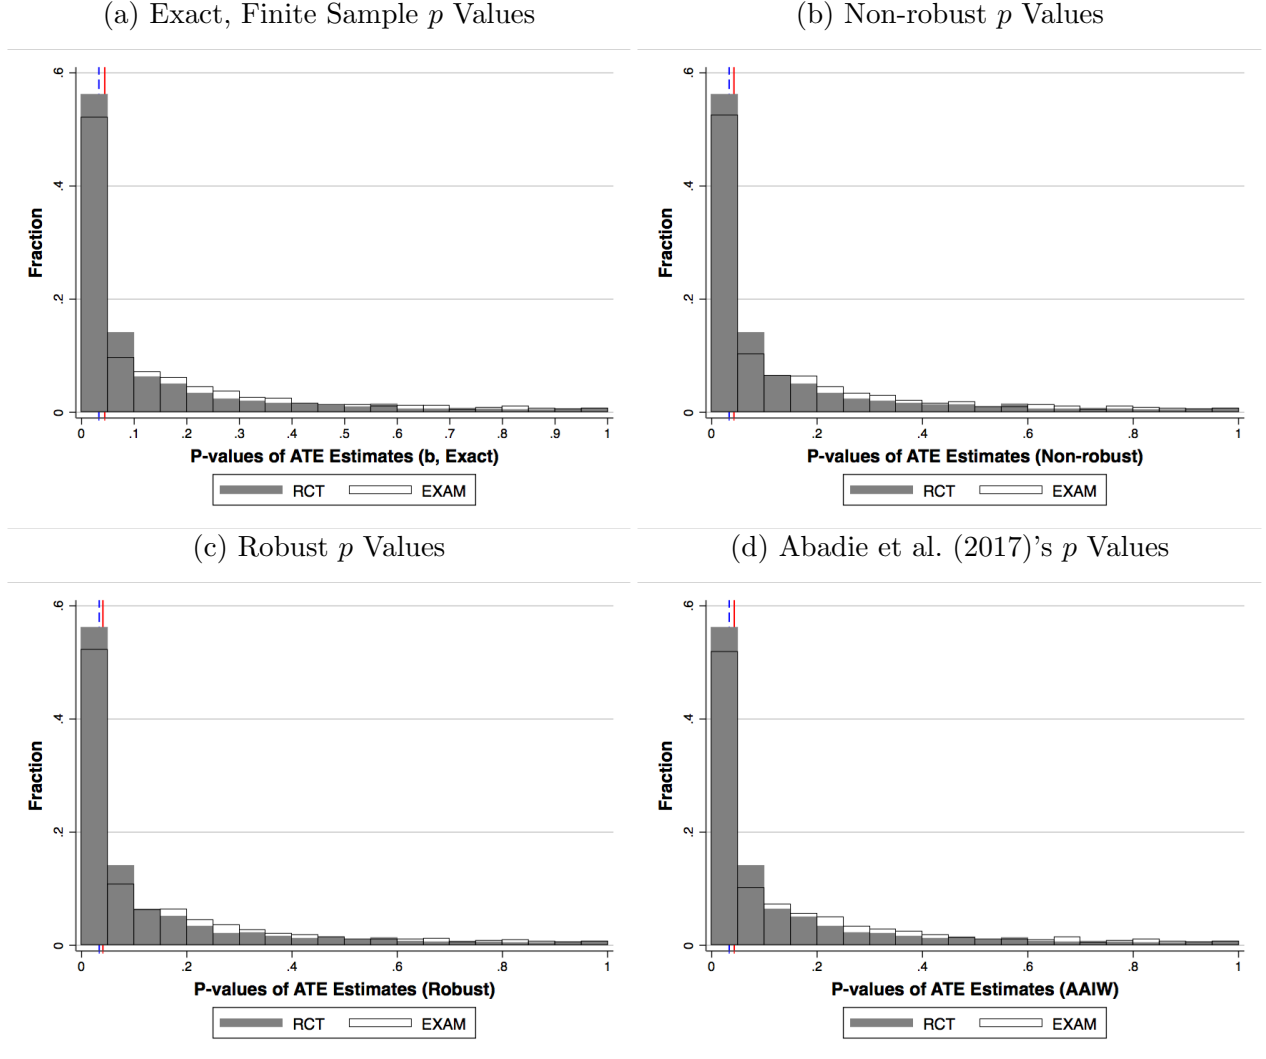 (a) Exact, Finite Sample p Values
.6
.4
.2
0
Fraction
0 .1 .2 .3 .4 .5 .6 .7 .8 .9 1
P-values of ATE Estimates (b, Exact)
RCT EXAM
(b) Non-robust p Values
.6
.4
.2
0
Fraction
0 .2 .4 .6 .8 1
P-values of ATE Estimates (Non-robust)
RCT EXAM
(c) Robust p Values
.6
.4
.2
0
Fraction
0 .2 .4 .6 .8 1
P-values of ATE Estimates (Robust)
RCT EXAM
(d) Abadie et al. (2017)'s p Values
.6
.4
.2
0
Fraction
0 .2 .4 .6 .8 1
P-values of ATE Estimates (AAIW)
RCT EXAM